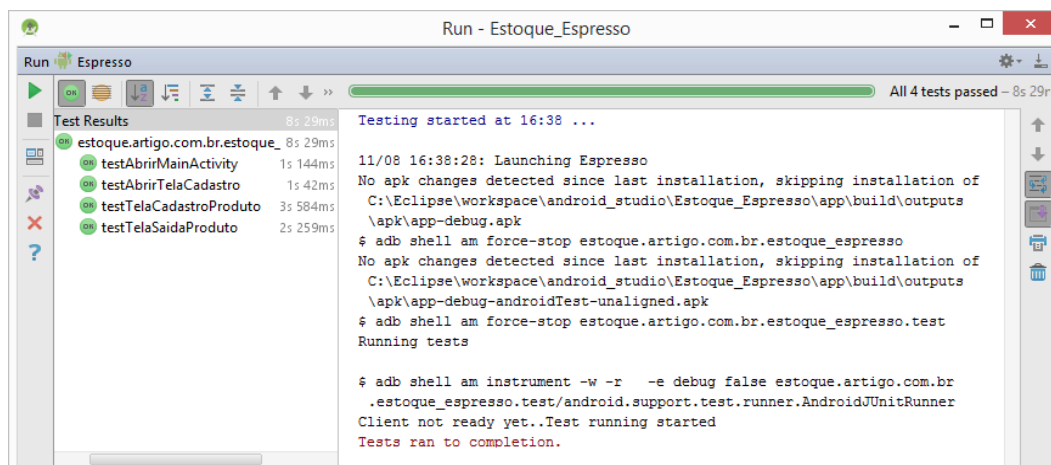 Run - Estoque_Espresso
Run Espresso
All 4 tests passed – 8s 29m
Test Results 8s 29ms
estoque.artigo.com.br.estoque_ 8s 29ms
testAbrirMainActivity 1s 144ms
testAbrirTelaCadastro 1s 42ms
testTelaCadastroProduto 3s 584ms
testTelaSaidaProduto 2s 259ms
Testing started at 16:38 ...
11/08 16:38:28: Launching Espresso
No apk changes detected since last installation, skipping installation of
C:\Eclipse\workspace\android_studio\Estoque_Espresso\app\build\outputs
\apk\app-debug.apk
$ adb shell am force-stop estoque.artigo.com.br.estoque_espresso
No apk changes detected since last installation, skipping installation of
C:\Eclipse\workspace\android_studio\Estoque_Espresso\app\build\outputs
\apk\app-debug-androidTest-unaligned.apk
$ adb shell am force-stop estoque.artigo.com.br.estoque_espresso.test
Running tests
$ adb shell am instrument -w -r   -e debug false estoque.artigo.com.br
.estoque_espresso.test/android.support.test.runner.AndroidJUnitRunner
Client not ready yet..Test running started
Tests ran to completion.